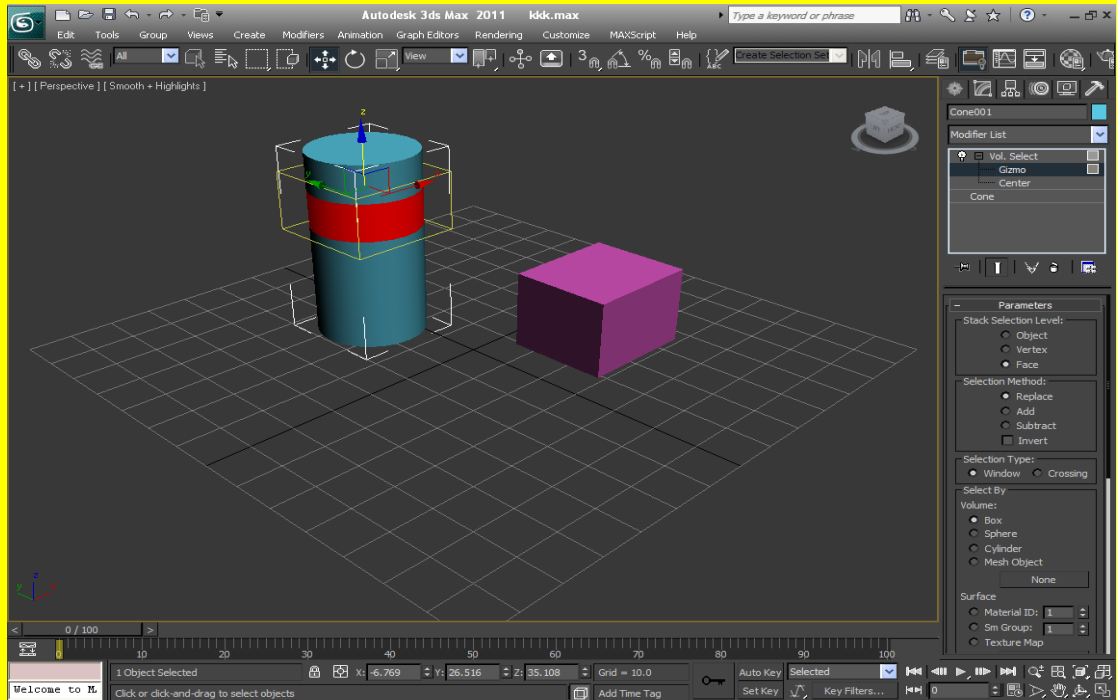 Autodesk 3ds Max 2011 kkk.max
Type a keyword or phrase
Edit Tools Group Views Create Modifiers Animation Graph Editors Rendering Customize MAXScript Help
All
View
3
Create Selection Set
[ + ] [ Perspective ] [ Smooth + Highlights ]
z
y
Cone001
Modifier List
Vol. Select
Gizmo
Center
Cone
Parameters
Stack Selection Level:
Object
Vertex
Face
Selection Method:
Replace
Add
Subtract
Invert
Selection Type:
Window Crossing
Select By
Volume:
Box
Sphere
Cylinder
Mesh Object
None
Surface
Material ID: 1
Sm Group: 1
Texture Map
z
y x
< 0 / 100 >
0 10 20 30 40 50 60 70 80 90 100
1 Object Selected
X: -6.769 Y: 26.516 Z: 35.108
Grid = 10.0
Auto Key Selected
Welcome to M
Click or click-and-drag to select objects
Add Time Tag
Set Key
Key Filters...
0